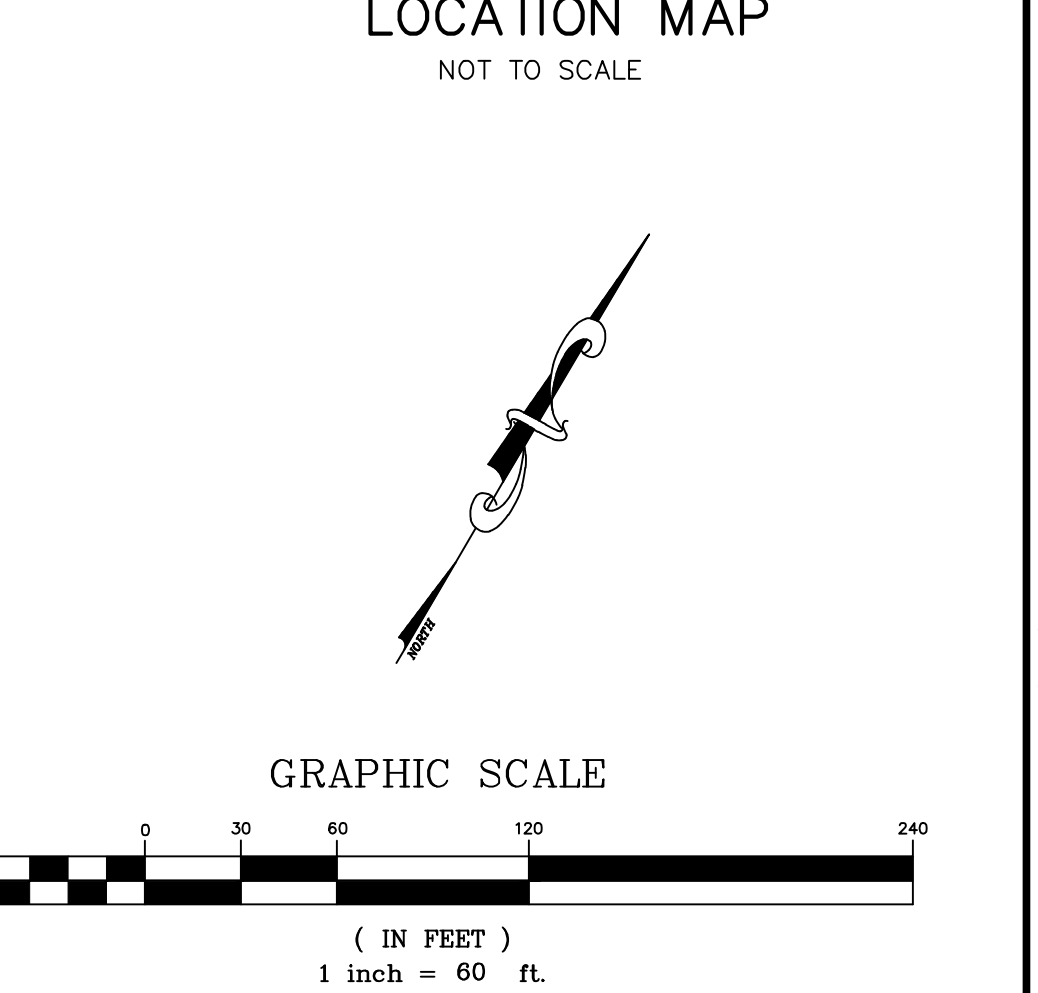 LOCATION MAP
NOT TO SCALE
NORTH
GRAPHIC SCALE
0 30 60 120 240
( IN FEET )
1 inch = 60 ft.